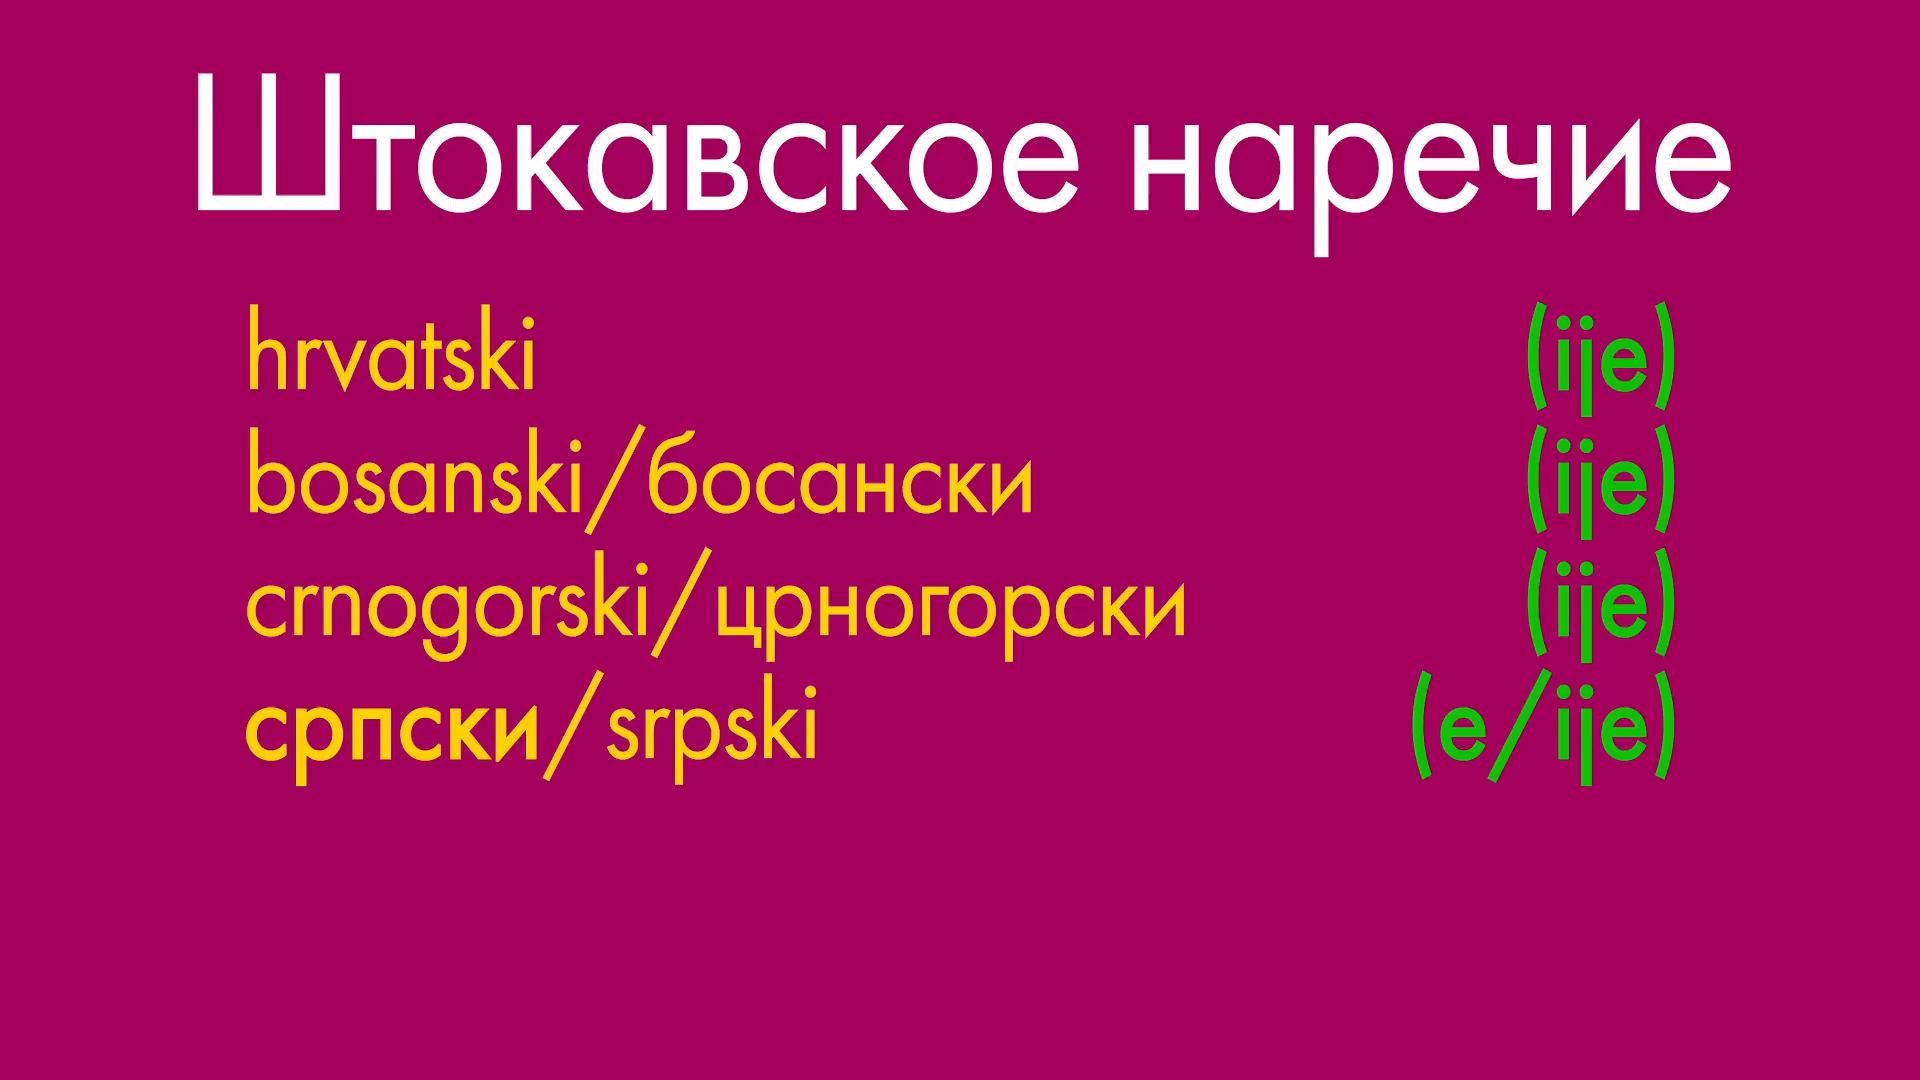 Штокавское наречие
hrvatski (ije)
bosanski/босански (ije)
crnogorski/црногорски (ije)
српски/srpski (e/ije)